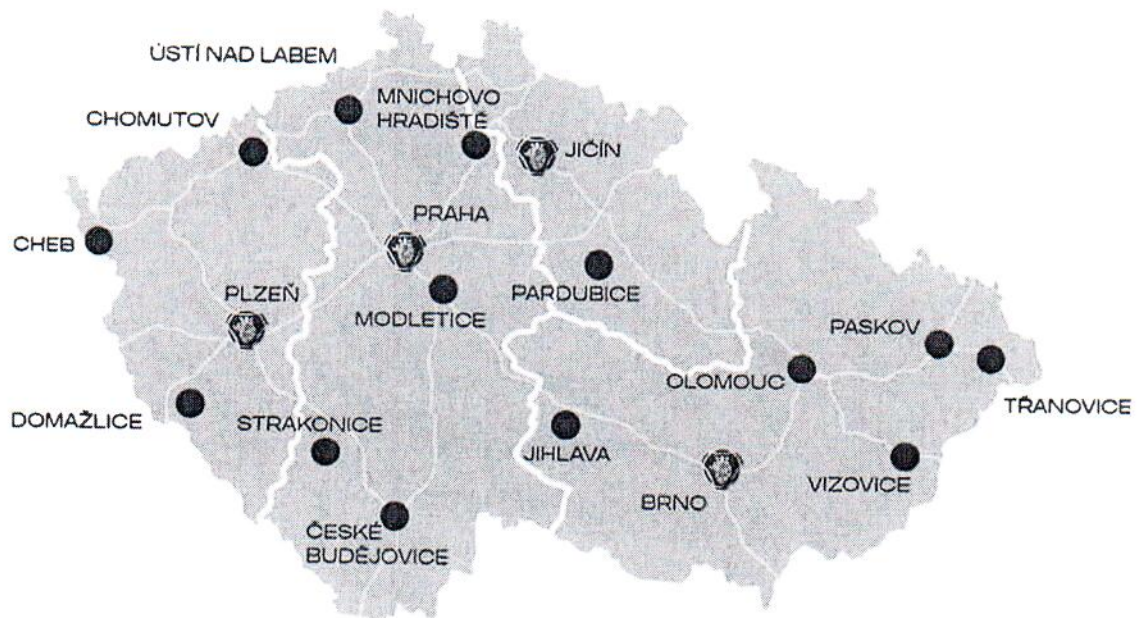 ÚSTÍ NAD LABEM
MNICHOVO
HRADIŠTĚ
CHOMUTOV
JIČÍN
PRAHA
CHEB
PLZEŇ
MODLETICE
PARDUBICE
PASKOV
OLOMOUC
TŘANOVICE
DOMAŽLICE
STRAKONICE
JIHLAVA
VIZOVICE
BRNO
ČESKÉ
BUDĚJOVICE